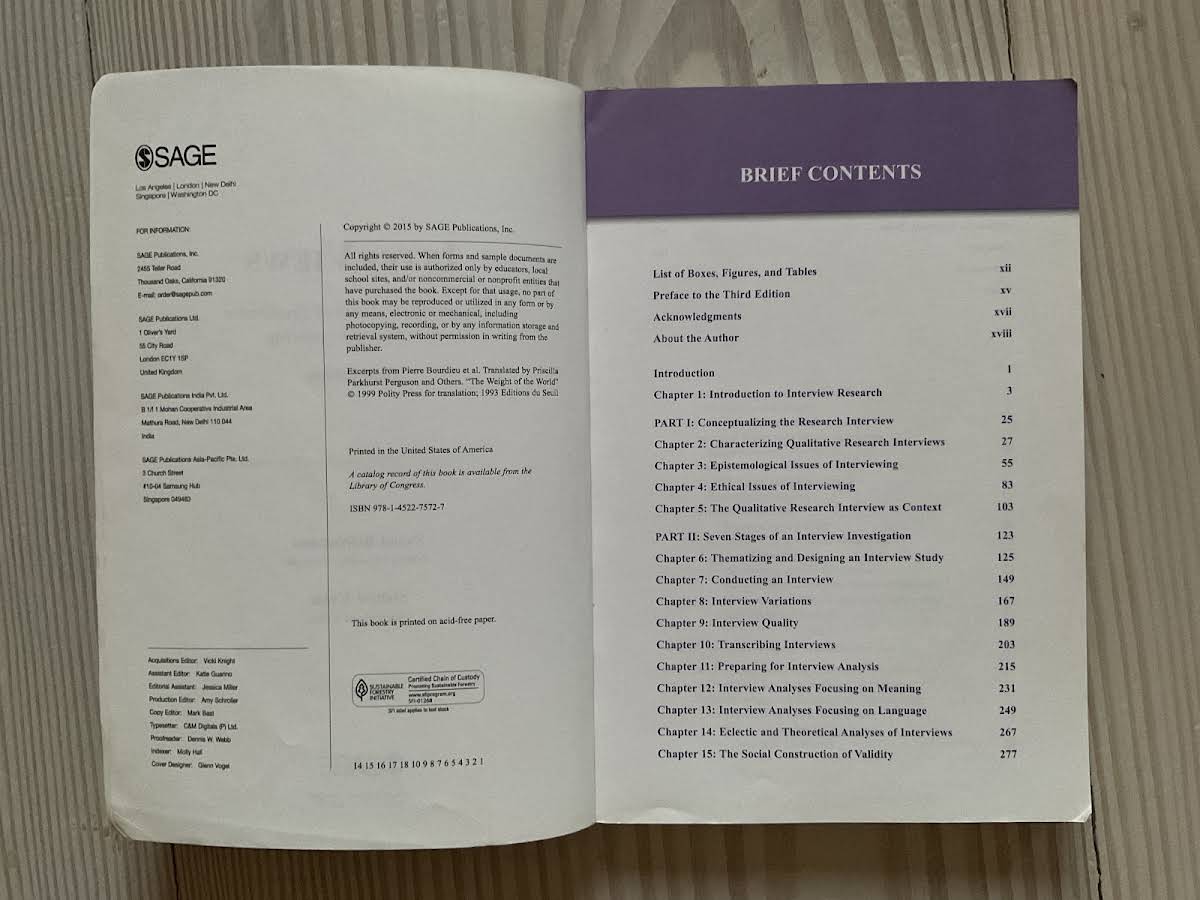 SAGE
Los Angeles | London | New Delhi
Singapore | Washington DC
FOR INFORMATION:
SAGE Publications, Inc.
2455 Teller Road
Thousand Oaks, California 91320
E-mail: order@sagepub.com
SAGE Publications Ltd.
1 Oliver's Yard
55 City Road
London EC1Y 1SP
United Kingdom
SAGE Publications India Pvt. Ltd.
B 1/I 1 Mohan Cooperative Industrial Area
Mathura Road, New Delhi 110 044
India
SAGE Publications Asia-Pacific Pte. Ltd.
3 Church Street
#10-04 Samsung Hub
Singapore 049483
Acquisitions Editor: Vicki Knight
Assistant Editor: Katie Guarino
Editorial Assistant: Jessica Miller
Production Editor: Amy Schroller
Copy Editor: Mark Bast
Typesetter: C&M Digitals (P) Ltd.
Proofreader: Dennis W. Webb
Indexer: Molly Hall
Cover Designer: Glenn Vogel
Copyright © 2015 by SAGE Publications, Inc.
All rights reserved. When forms and sample documents are
included, their use is authorized only by educators, local
school sites, and/or noncommercial or nonprofit entities that
have purchased the book. Except for that usage, no part of
this book may be reproduced or utilized in any form or by
any means, electronic or mechanical, including
photocopying, recording, or by any information storage and
retrieval system, without permission in writing from the
publisher.
Excerpts from Pierre Bourdieu et al. Translated by Priscilla
Parkhurst Perguson and Others. "The Weight of the World"
© 1999 Polity Press for translation; 1993 Editions du Seuil
Printed in the United States of America
A catalog record of this book is available from the
Library of Congress.
ISBN 978-1-4522-7572-7
This book is printed on acid-free paper.
SUSTAINABLE
FORESTRY
INITIATIVE
Certified Chain of Custody
Promoting Sustainable Forestry
www.sfiprogram.org
SFI-01268
SFI label applies to text stock
14 15 16 17 18 10 9 8 7 6 5 4 3 2 1
BRIEF CONTENTS
List of Boxes, Figures, and Tables xii
Preface to the Third Edition xv
Acknowledgments xvii
About the Author xviii
Introduction 1
Chapter 1: Introduction to Interview Research 3
PART I: Conceptualizing the Research Interview 25
Chapter 2: Characterizing Qualitative Research Interviews 27
Chapter 3: Epistemological Issues of Interviewing 55
Chapter 4: Ethical Issues of Interviewing 83
Chapter 5: The Qualitative Research Interview as Context 103
PART II: Seven Stages of an Interview Investigation 123
Chapter 6: Thematizing and Designing an Interview Study 125
Chapter 7: Conducting an Interview 149
Chapter 8: Interview Variations 167
Chapter 9: Interview Quality 189
Chapter 10: Transcribing Interviews 203
Chapter 11: Preparing for Interview Analysis 215
Chapter 12: Interview Analyses Focusing on Meaning 231
Chapter 13: Interview Analyses Focusing on Language 249
Chapter 14: Eclectic and Theoretical Analyses of Interviews 267
Chapter 15: The Social Construction of Validity 277